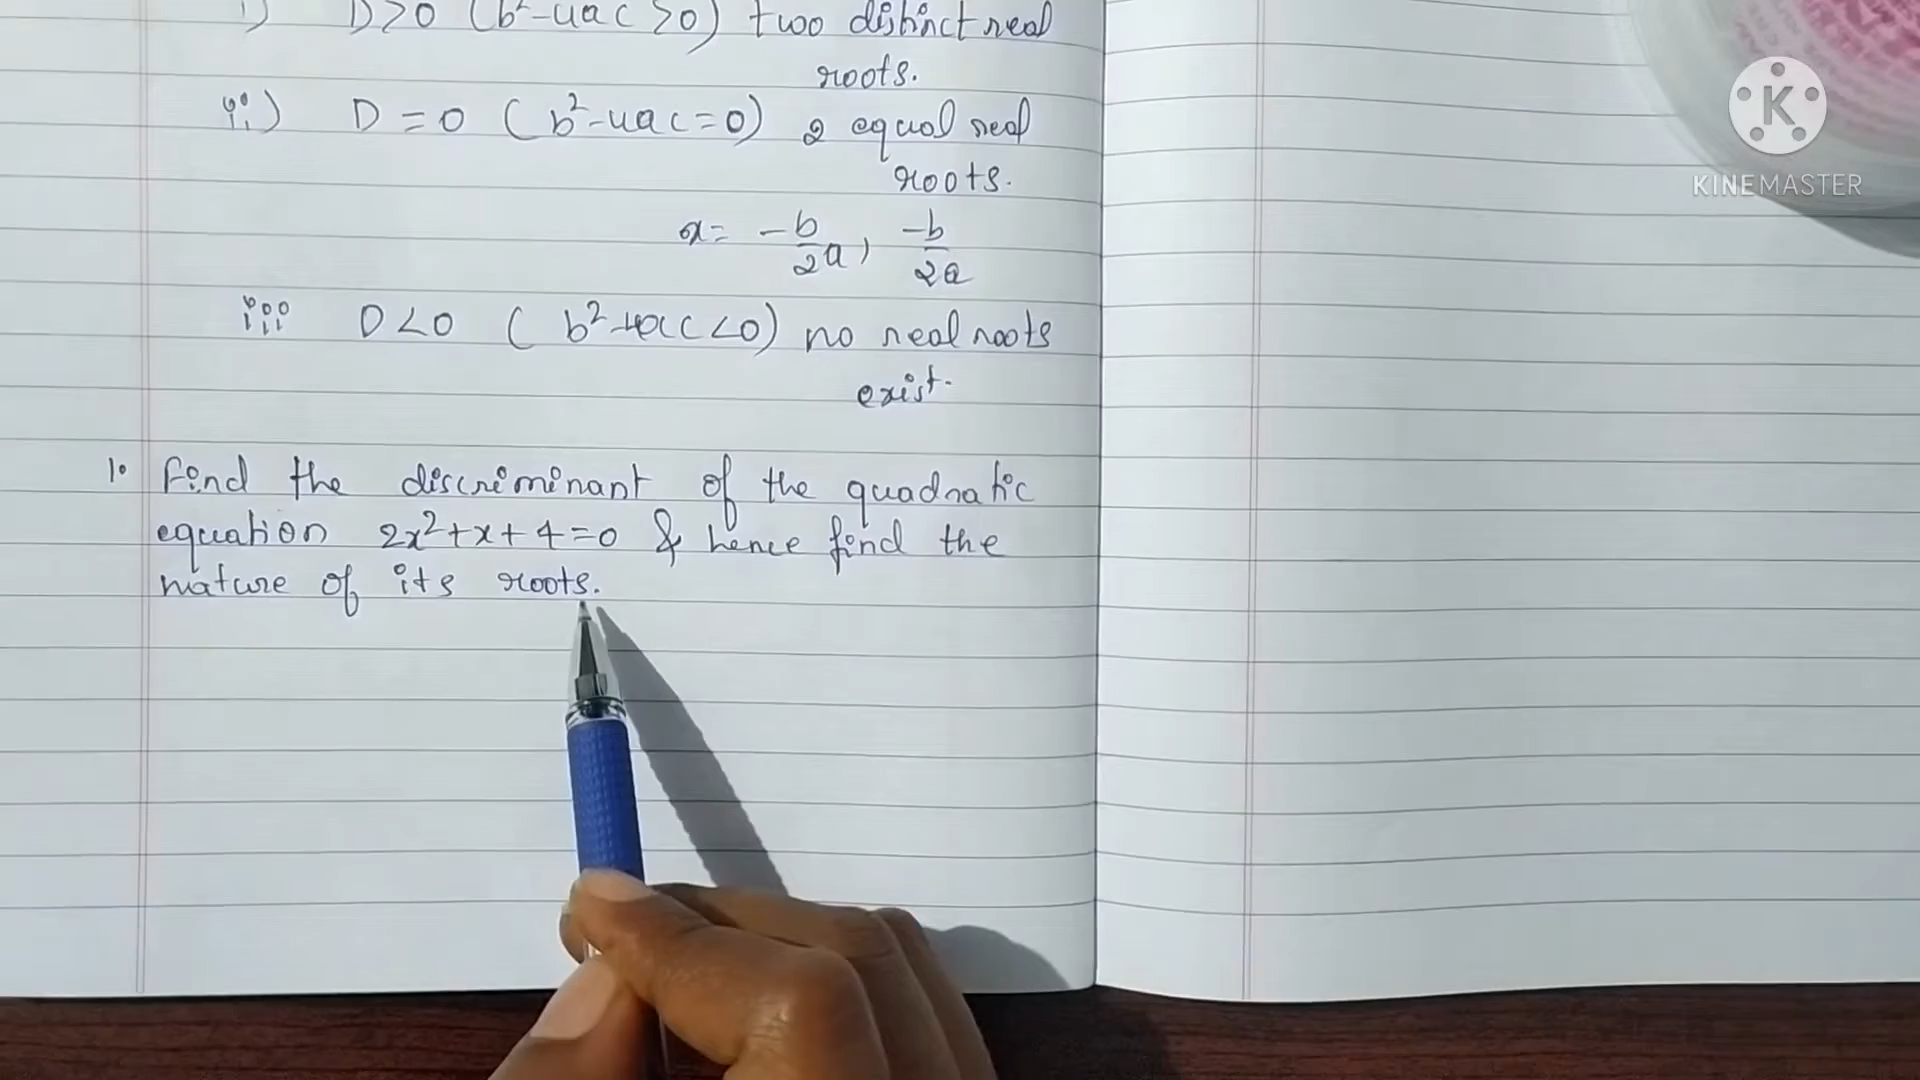 i) D>0 (b²-4ac>0) two distinct real
roots.
ii) D=0 (b²-4ac=0) 2 equal real
roots.
x= -b/2a, -b/2a
iii D<0 (b²-4ac<0) no real roots
exist.
1. Find the discriminant of the quadratic
equation 2x²+x+4=0 & hence find the
nature of its roots.
K
KINEMASTER